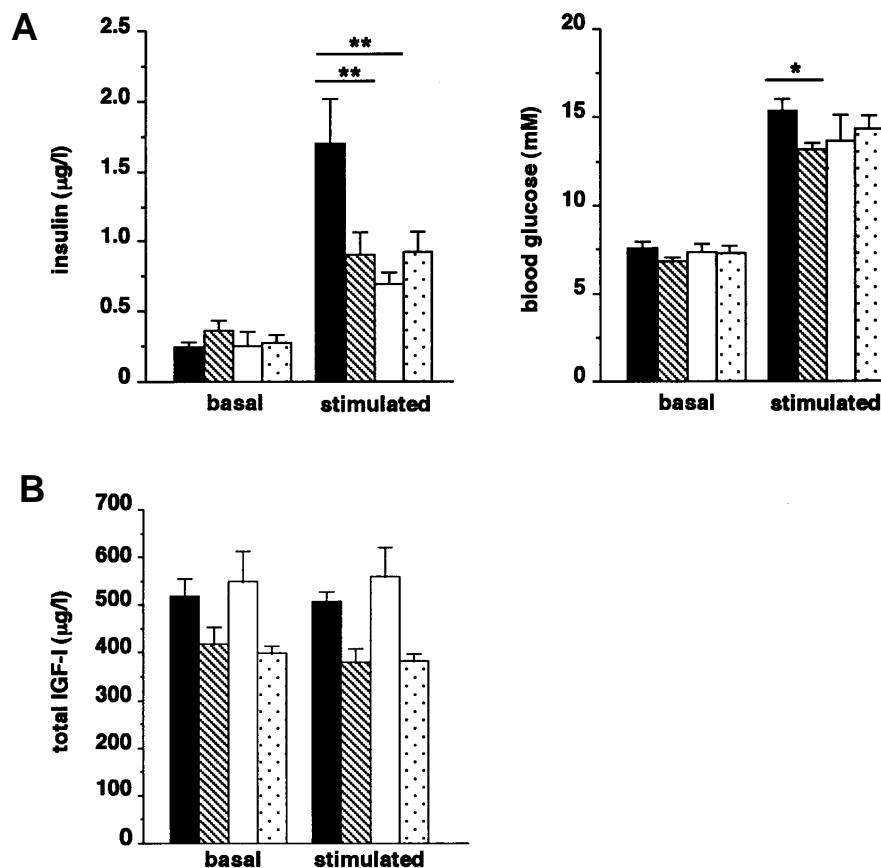 A
insulin (µg/l)
2.5
2.0
1.5
1.0
0.5
0
**
**
basal stimulated
blood glucose (mM)
20
15
10
5
0
*
basal stimulated
B
total IGF-I (µg/l)
700
600
500
400
300
200
100
0
basal stimulated